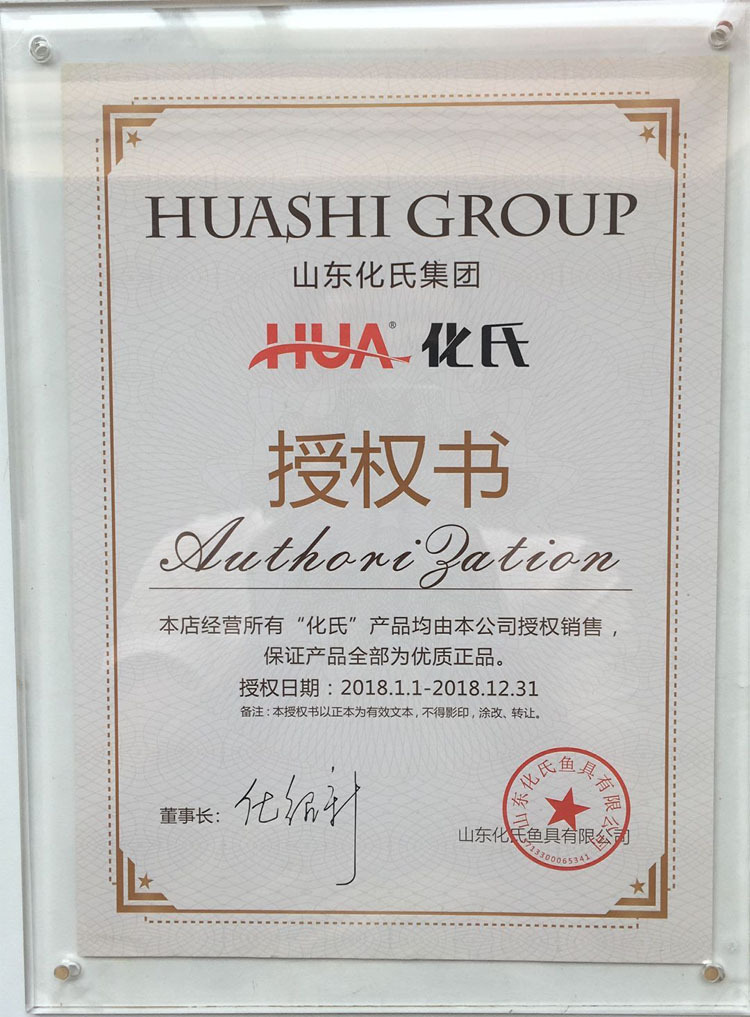 HUASHI GROUP
山东化氏集团
HUA® 化氏
授权书
Authorization
本店经营所有“化氏”产品均由本公司授权销售，
保证产品全部为优质正品。
授权日期：2018.1.1-2018.12.31
备注：本授权书以正本为有效文本，不得影印，涂改、转让。
董事长：化绍新
山东化氏鱼具有限公司
山东化氏鱼具有限公司
3713300065341